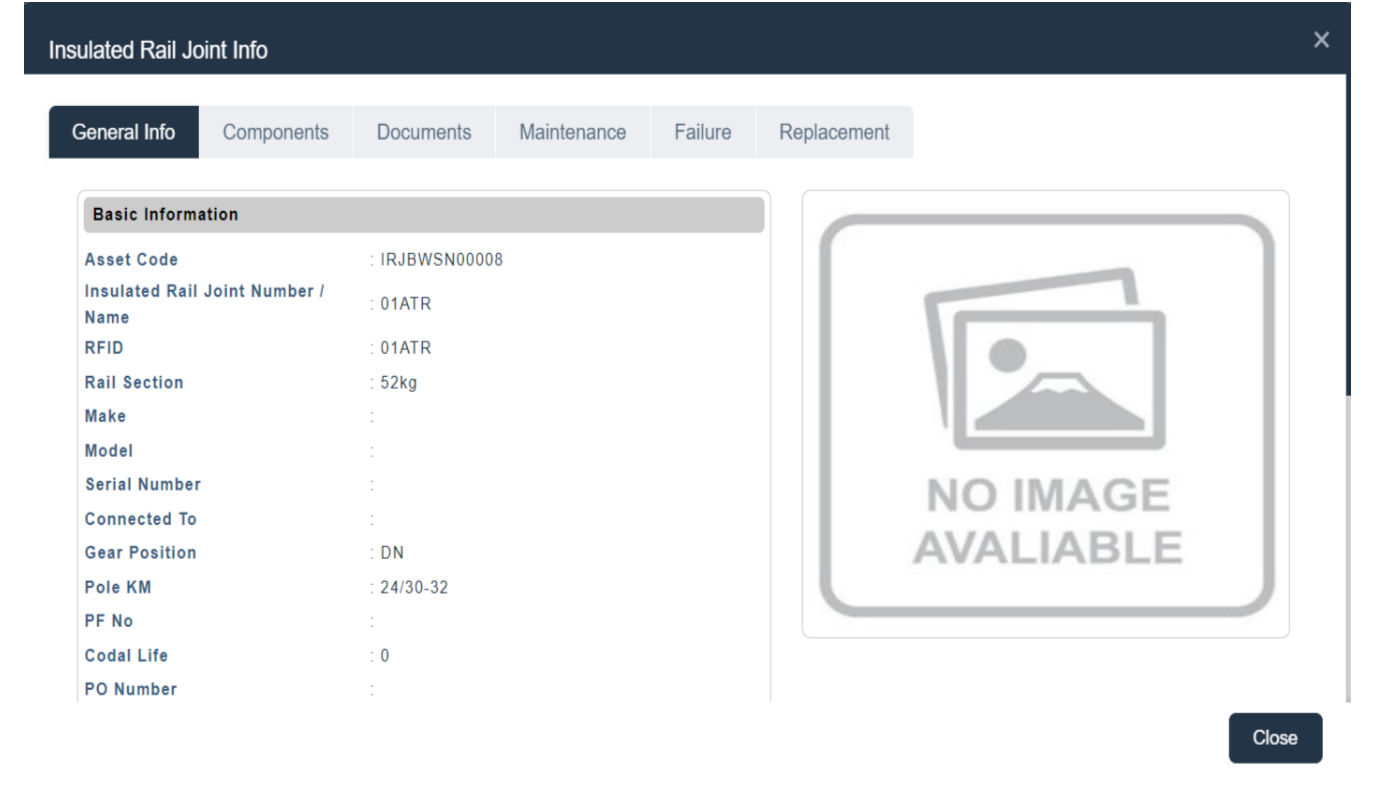 Insulated Rail Joint Info
×
General Info Components Documents Maintenance Failure Replacement
Basic Information
Asset Code : IRJBWSN00008
Insulated Rail Joint Number /
Name : 01ATR
RFID : 01ATR
Rail Section : 52kg
Make :
Model :
Serial Number :
Connected To :
Gear Position : DN
Pole KM : 24/30-32
PF No :
Codal Life : 0
PO Number :
NO IMAGE
AVALIABLE
Close